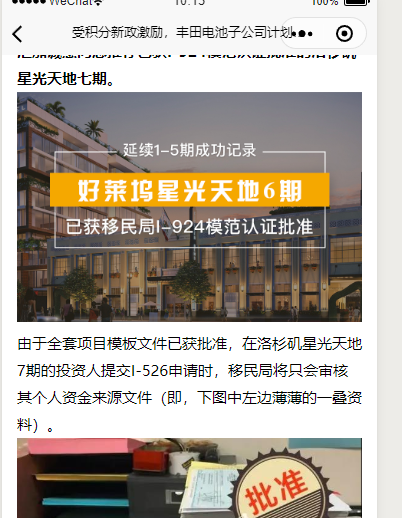 WeChat
10:15
100%
受积分新政激励，丰田电池子公司计划
星光天地七期。
延续1-5期成功记录
好莱坞星光天地6期
已获移民局I-924模范认证批准
由于全套项目模板文件已获批准，在洛杉矶星光天地
7期的投资人提交I-526申请时，移民局将只会审核
其个人资金来源文件（即，下图中左边薄薄的一叠资
料）。
批准